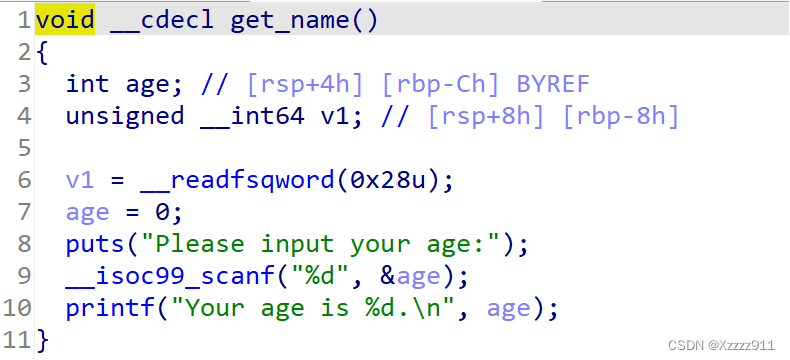 1 void __cdecl get_name()
2 {
3 int age; // [rsp+4h] [rbp-Ch] BYREF
4 unsigned __int64 v1; // [rsp+8h] [rbp-8h]
5
6 v1 = __readfsqword(0x28u);
7 age = 0;
8 puts("Please input your age:");
9 __isoc99_scanf("%d", &age);
10 printf("Your age is %d.\n", age);
11 }
CSDN @Xzzzz911